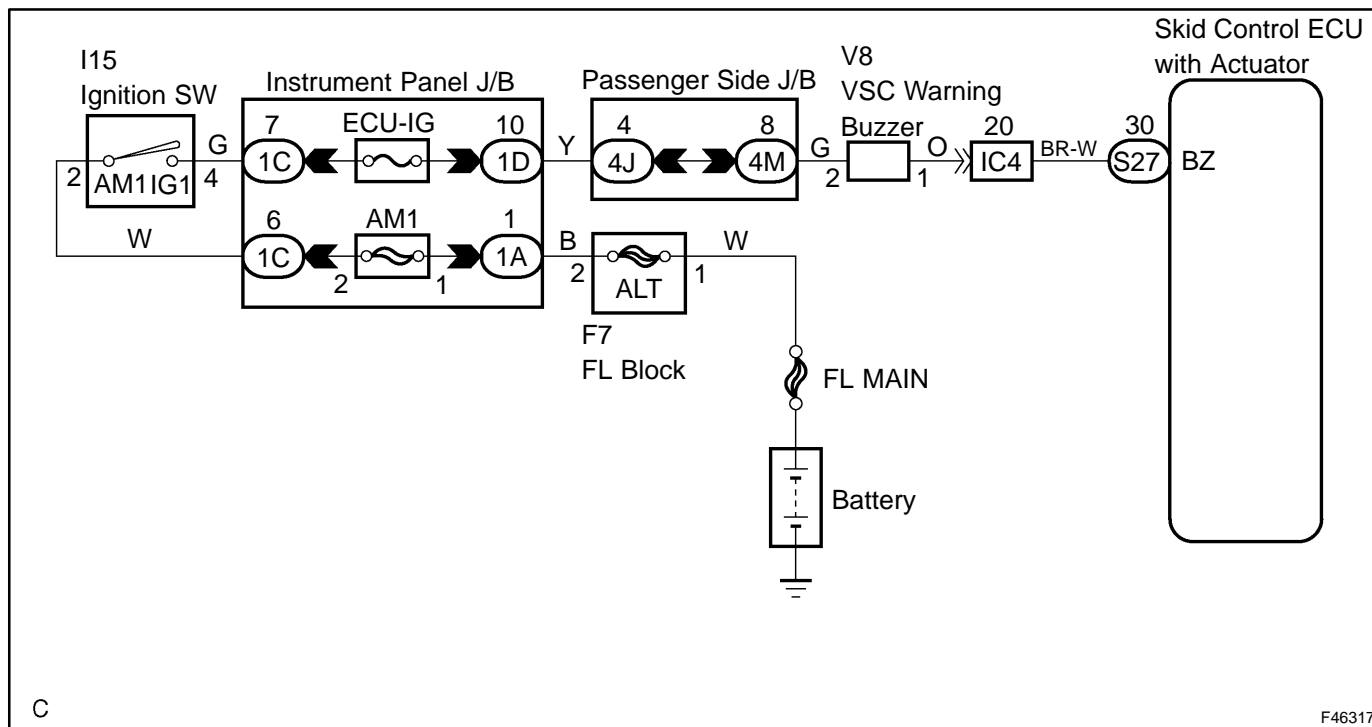 Skid Control ECU
with Actuator
I15
Ignition SW
Instrument Panel J/B
Passenger Side J/B
V8
VSC Warning
Buzzer
7
ECU-IG
10
4
8
20
30
G
1C
1D
Y
4J
4M
G
O
IC4
BR-W
S27
BZ
2
AM1
IG1
4
2
1
6
AM1
1
W
1C
1A
B
W
2
1
2
ALT
1
F7
FL Block
FL MAIN
Battery
C
F46317